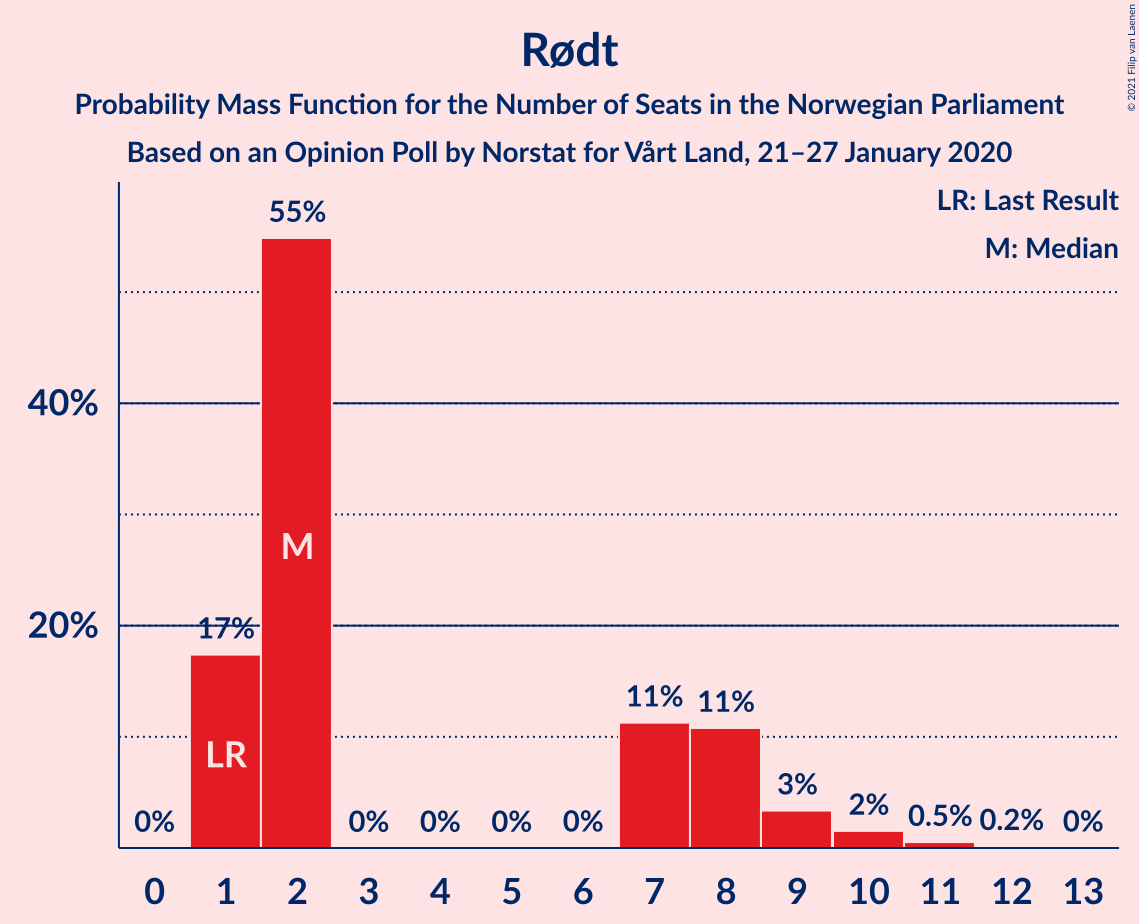 Rødt
Probability Mass Function for the Number of Seats in the Norwegian Parliament
Based on an Opinion Poll by Norstat for Vårt Land, 21–27 January 2020
© 2021 Filip van Laenen
LR: Last Result
M: Median
55%
40%
M
20%
17%
11%
11%
LR
3%
2%
0.5%
0.2%
0%
0%
0%
0%
0%
0%
0 1 2 3 4 5 6 7 8 9 10 11 12 13